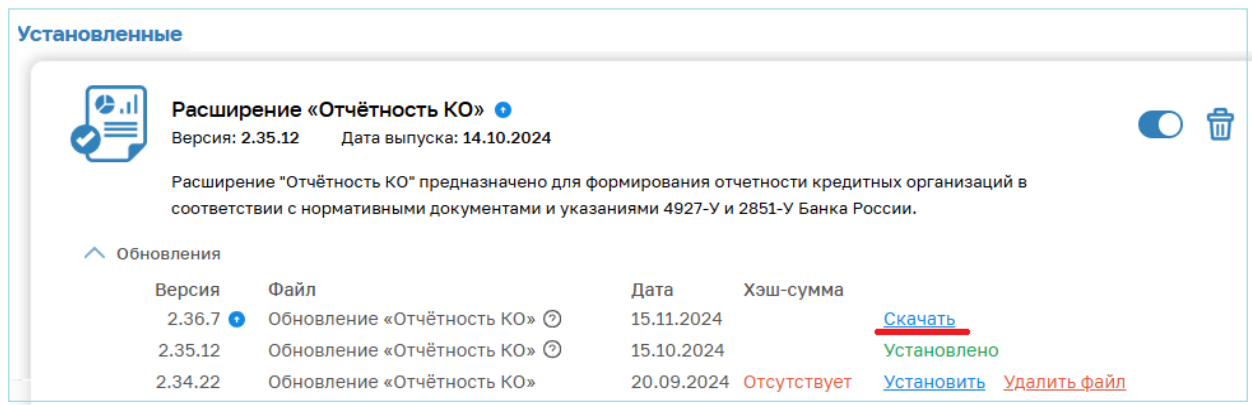 Установленные
Расширение «Отчётность КО»
Версия: 2.35.12 Дата выпуска: 14.10.2024
Расширение "Отчётность КО" предназначено для формирования отчетности кредитных организаций в
соответствии с нормативными документами и указаниями 4927-У и 2851-У Банка России.
Обновления
Версия Файл Дата Хэш-сумма
2.36.7 Обновление «Отчётность КО» ? 15.11.2024 Скачать
2.35.12 Обновление «Отчётность КО» ? 15.10.2024 Установлено
2.34.22 Обновление «Отчётность КО» 20.09.2024 Отсутствует Установить Удалить файл